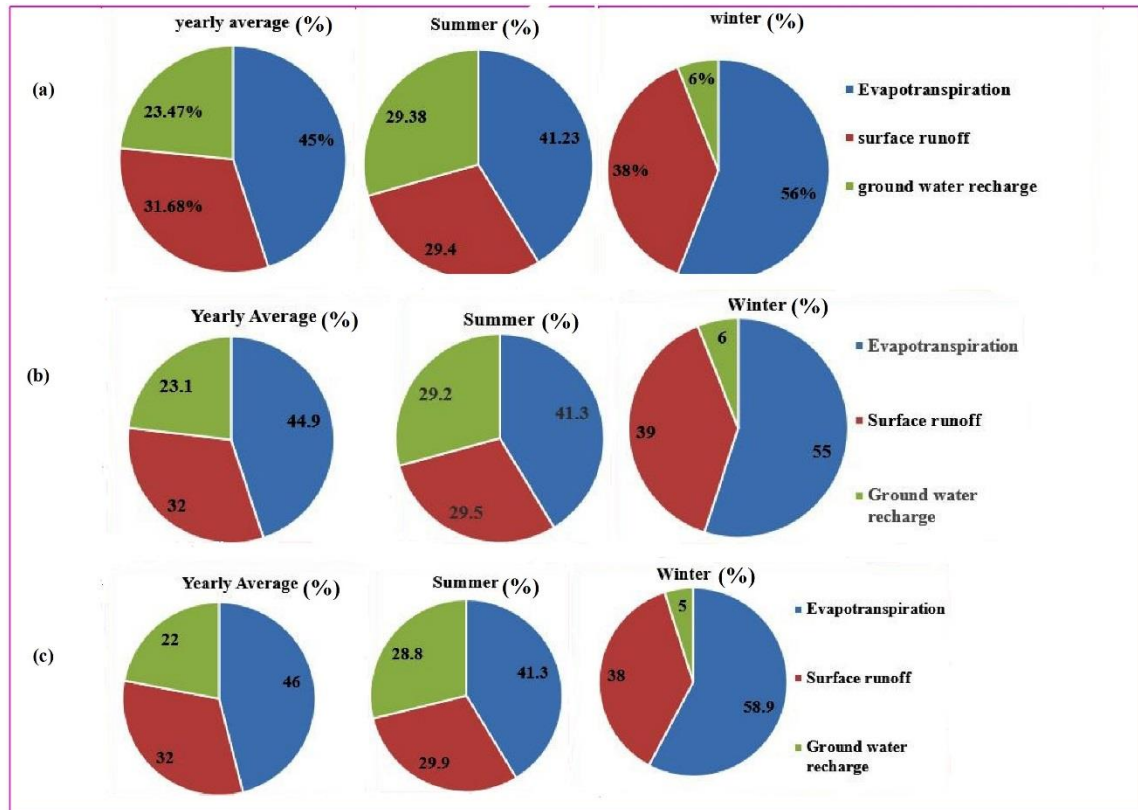 yearly average (%)
Summer (%)
winter (%)
(a)
23.47%
45%
31.68%
29.38
41.23
29.4
6%
38%
56%
Evapotranspiration
surface runoff
ground water recharge
Yearly Average (%)
Summer (%)
Winter (%)
(b)
23.1
44.9
32
29.2
41.3
29.5
6
39
55
Evapotranspiration
Surface runoff
Ground water
recharge
Yearly Average (%)
Summer (%)
Winter (%)
(c)
22
46
32
28.8
41.3
29.9
5
38
58.9
Evapotranspiration
Surface runoff
Ground water
recharge